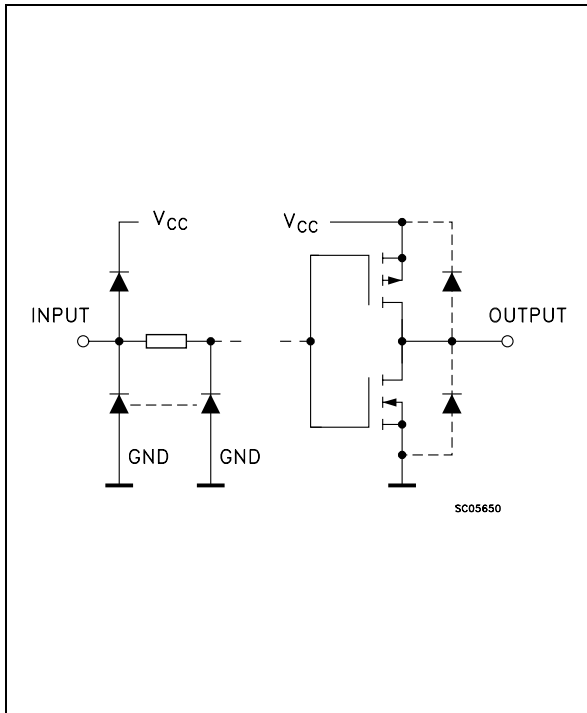 VCC
VCC
INPUT
OUTPUT
GND
GND
SC05650